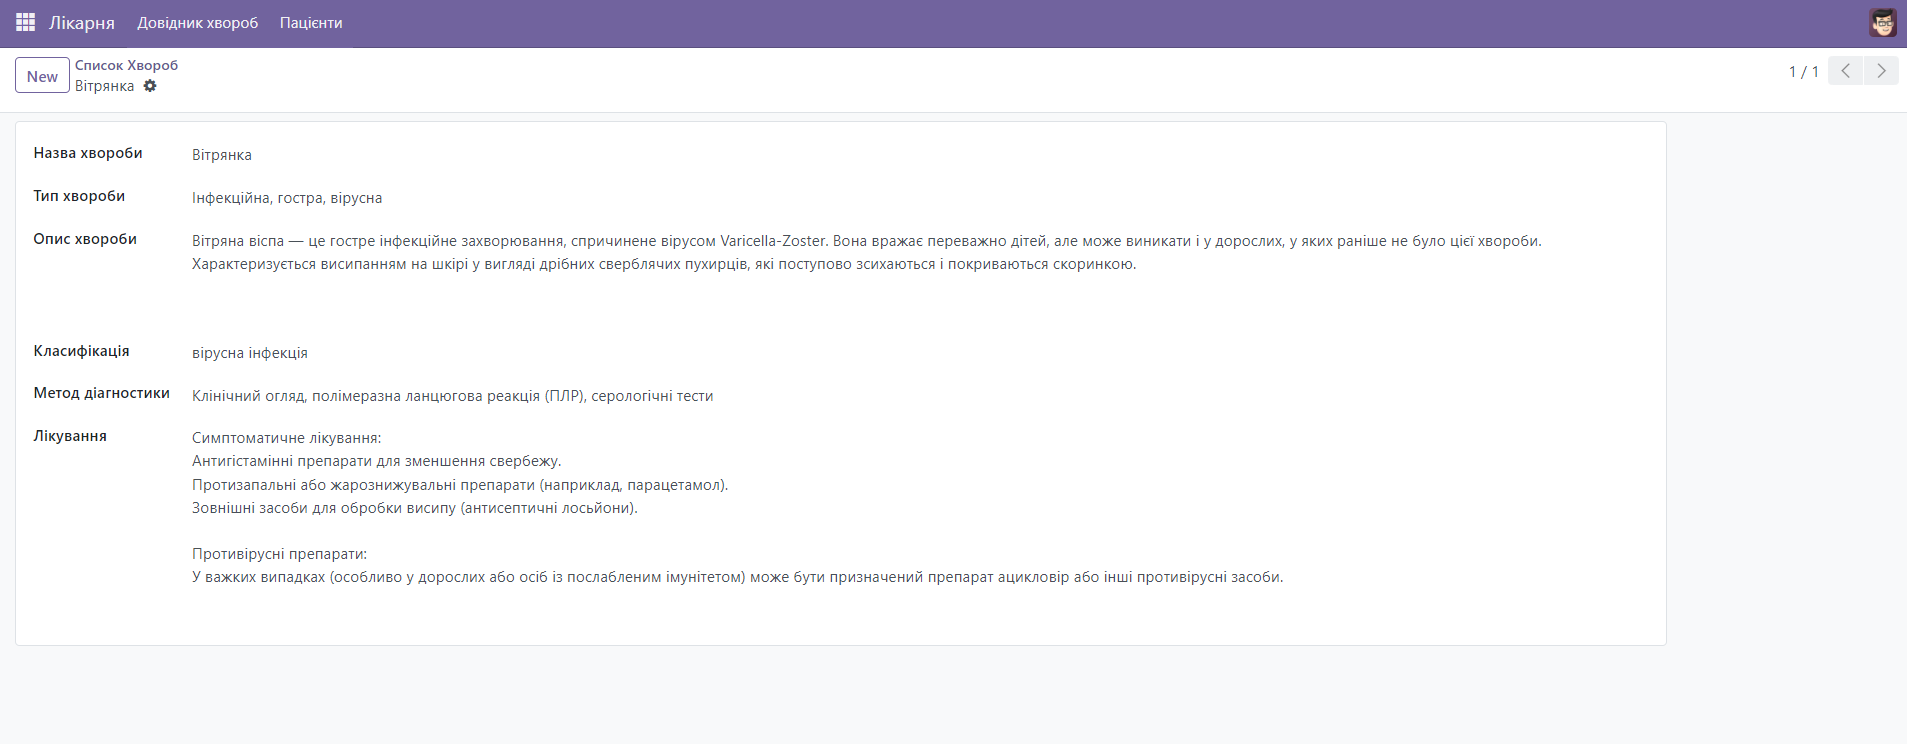 Лікарня Довідник хвороб Пацієнти
New
Список Хвороб
Вітрянка
1 / 1
Назва хвороби Вітрянка
Тип хвороби Інфекційна, гостра, вірусна
Опис хвороби Вітряна віспа — це гостре інфекційне захворювання, спричинене вірусом Varicella-Zoster. Вона вражає переважно дітей, але може виникати і у дорослих, у яких раніше не було цієї хвороби.
Характеризується висипанням на шкірі у вигляді дрібних сверблячих пухирців, які поступово зсихаються і покриваються скоринкою.
Класифікація вірусна інфекція
Метод діагностики Клінічний огляд, полімеразна ланцюгова реакція (ПЛР), серологічні тести
Лікування Симптоматичне лікування:
Антигістамінні препарати для зменшення свербежу.
Протизапальні або жарознижувальні препарати (наприклад, парацетамол).
Зовнішні засоби для обробки висипу (антисептичні лосьйони).
Противірусні препарати:
У важких випадках (особливо у дорослих або осіб із послабленим імунітетом) може бути призначений препарат ацикловір або інші противірусні засоби.